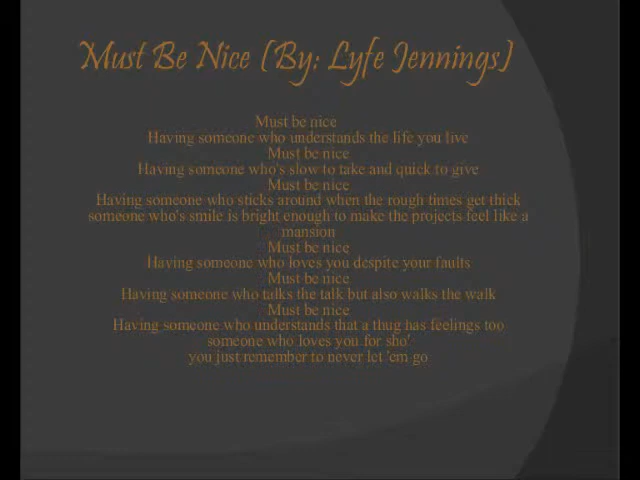 Must Be Nice (By: Lyfe Jennings)
Must be nice
Having someone who understands the life you live
Must be nice
Having someone who's slow to take and quick to give
Must be nice
Having someone who sticks around when the rough times get thick
someone who's smile is bright enough to make the projects feel like a
mansion
Must be nice
Having someone who loves you despite your faults
Must be nice
Having someone who talks the talk but also walks the walk
Must be nice
Having someone who understands that a thug has feelings too
someone who loves you for sho'
you just remember to never let 'em go